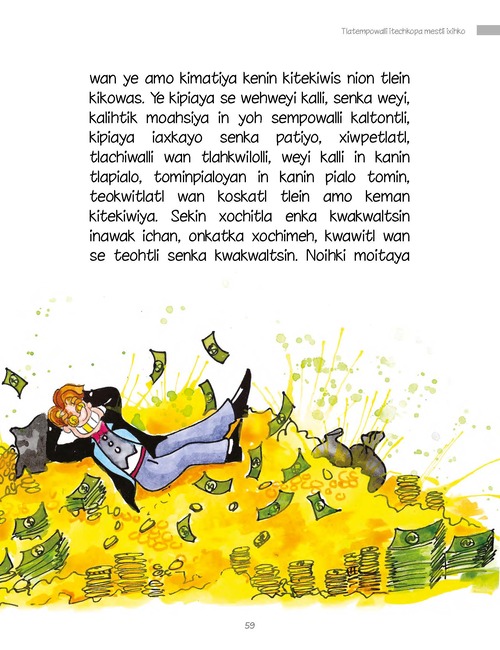 Tlatempowalli itechkopa mestli ixihko
wan ye amo kimatiya kenin kitekiwis nion tlein
kikowas. Ye kipiaya se wehweyi kalli, senka weyi,
kalihtik moahsiya in yoh sempowalli kaltontli,
kipiaya iaxkayo senka patiyo, xiwpetlatl,
tlachiwalli wan tlahkwilolli, weyi kalli in kanin
tlapialo, tominpialoyan in kanin pialo tomin,
teokwitlatl wan koskatl tlein amo keman
kitekiwiya. Sekin xochitla enka kwakwaltsin
inawak ichan, onkatka xochimeh, kwawitl wan
se teohtli senka kwakwaltsin. Noihki moitaya
59